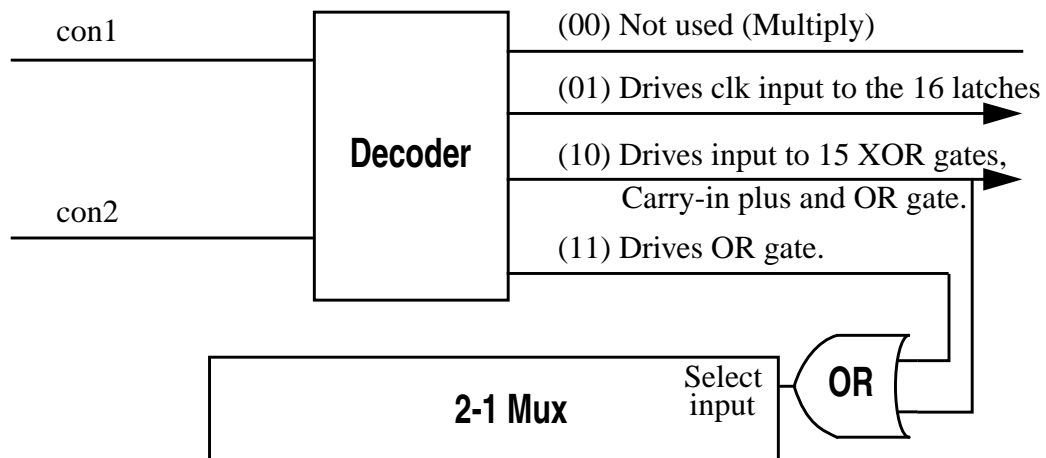 con1
con2
Decoder
(00) Not used (Multiply)
(01) Drives clk input to the 16 latches
(10) Drives input to 15 XOR gates,
Carry-in plus and OR gate.
(11) Drives OR gate.
2-1 Mux
Select
input
OR